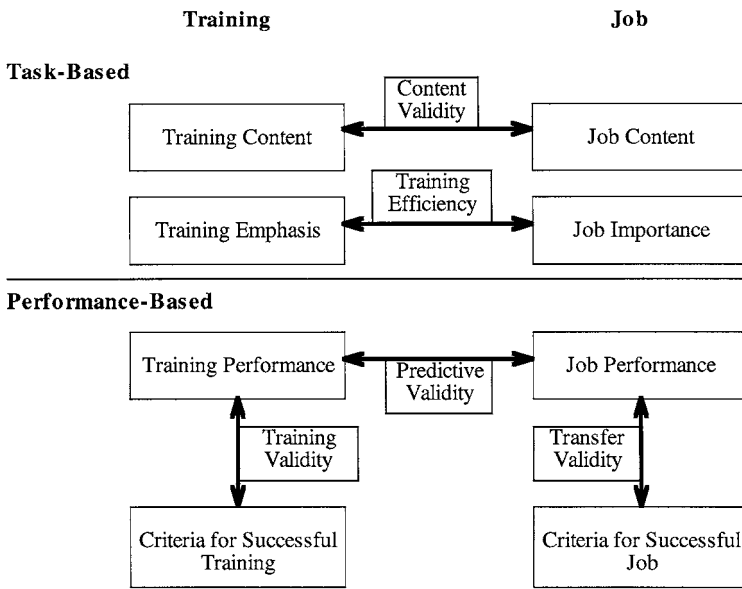 Training Job
Task-Based
Content
Validity
Training Content Job Content
Training
Efficiency
Training Emphasis Job Importance
Performance-Based
Training Performance Predictive Job Performance
Validity
Training Transfer
Validity Validity
Criteria for Successful Criteria for Successful
Training Job